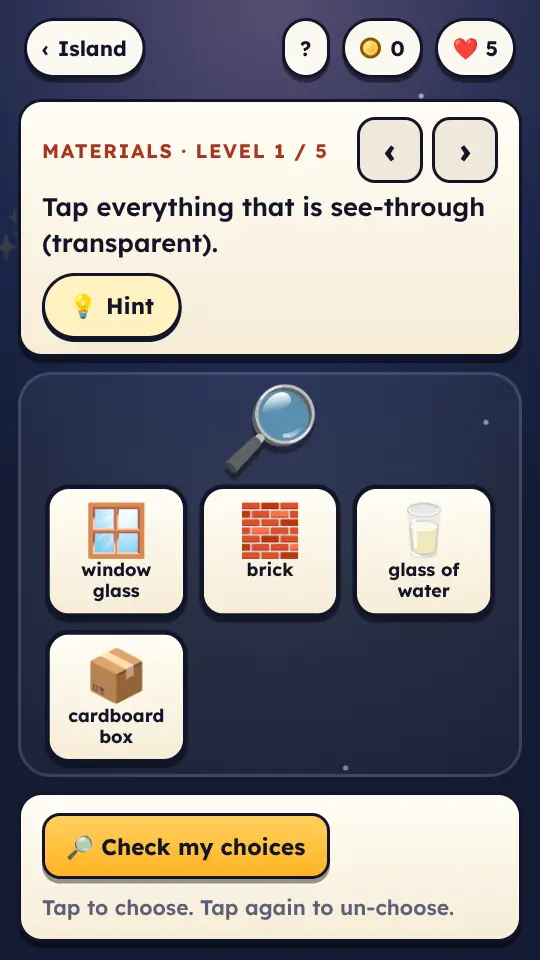 ‹ Island
?
0
5
MATERIALS · LEVEL 1 / 5
‹
›
Tap everything that is see-through
(transparent).
Hint
window
glass
brick
glass of
water
cardboard
box
Check my choices
Tap to choose. Tap again to un-choose.